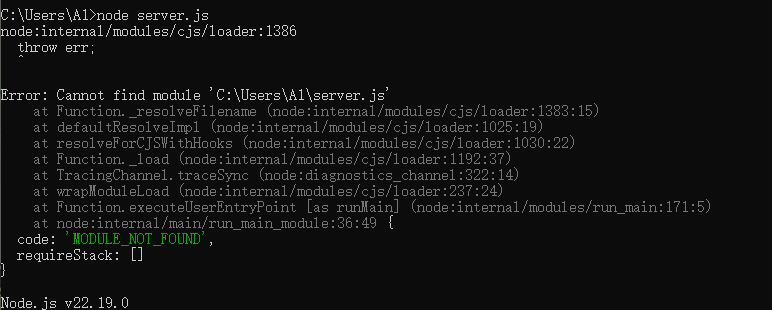 C:\Users\A1>node server.js
node:internal/modules/cjs/loader:1386
  throw err;
  ^

Error: Cannot find module 'C:\Users\A1\server.js'
    at Function._resolveFilename (node:internal/modules/cjs/loader:1383:15)
    at defaultResolveImpl (node:internal/modules/cjs/loader:1025:19)
    at resolveForCJSWithHooks (node:internal/modules/cjs/loader:1030:22)
    at Function._load (node:internal/modules/cjs/loader:1192:37)
    at TracingChannel.traceSync (node:diagnostics_channel:322:14)
    at wrapModuleLoad (node:internal/modules/cjs/loader:237:24)
    at Function.executeUserEntryPoint [as runMain] (node:internal/modules/run_main:171:5)
    at node:internal/main/run_main_module:36:49 {
  code: 'MODULE_NOT_FOUND',
  requireStack: []
}

Node.js v22.19.0